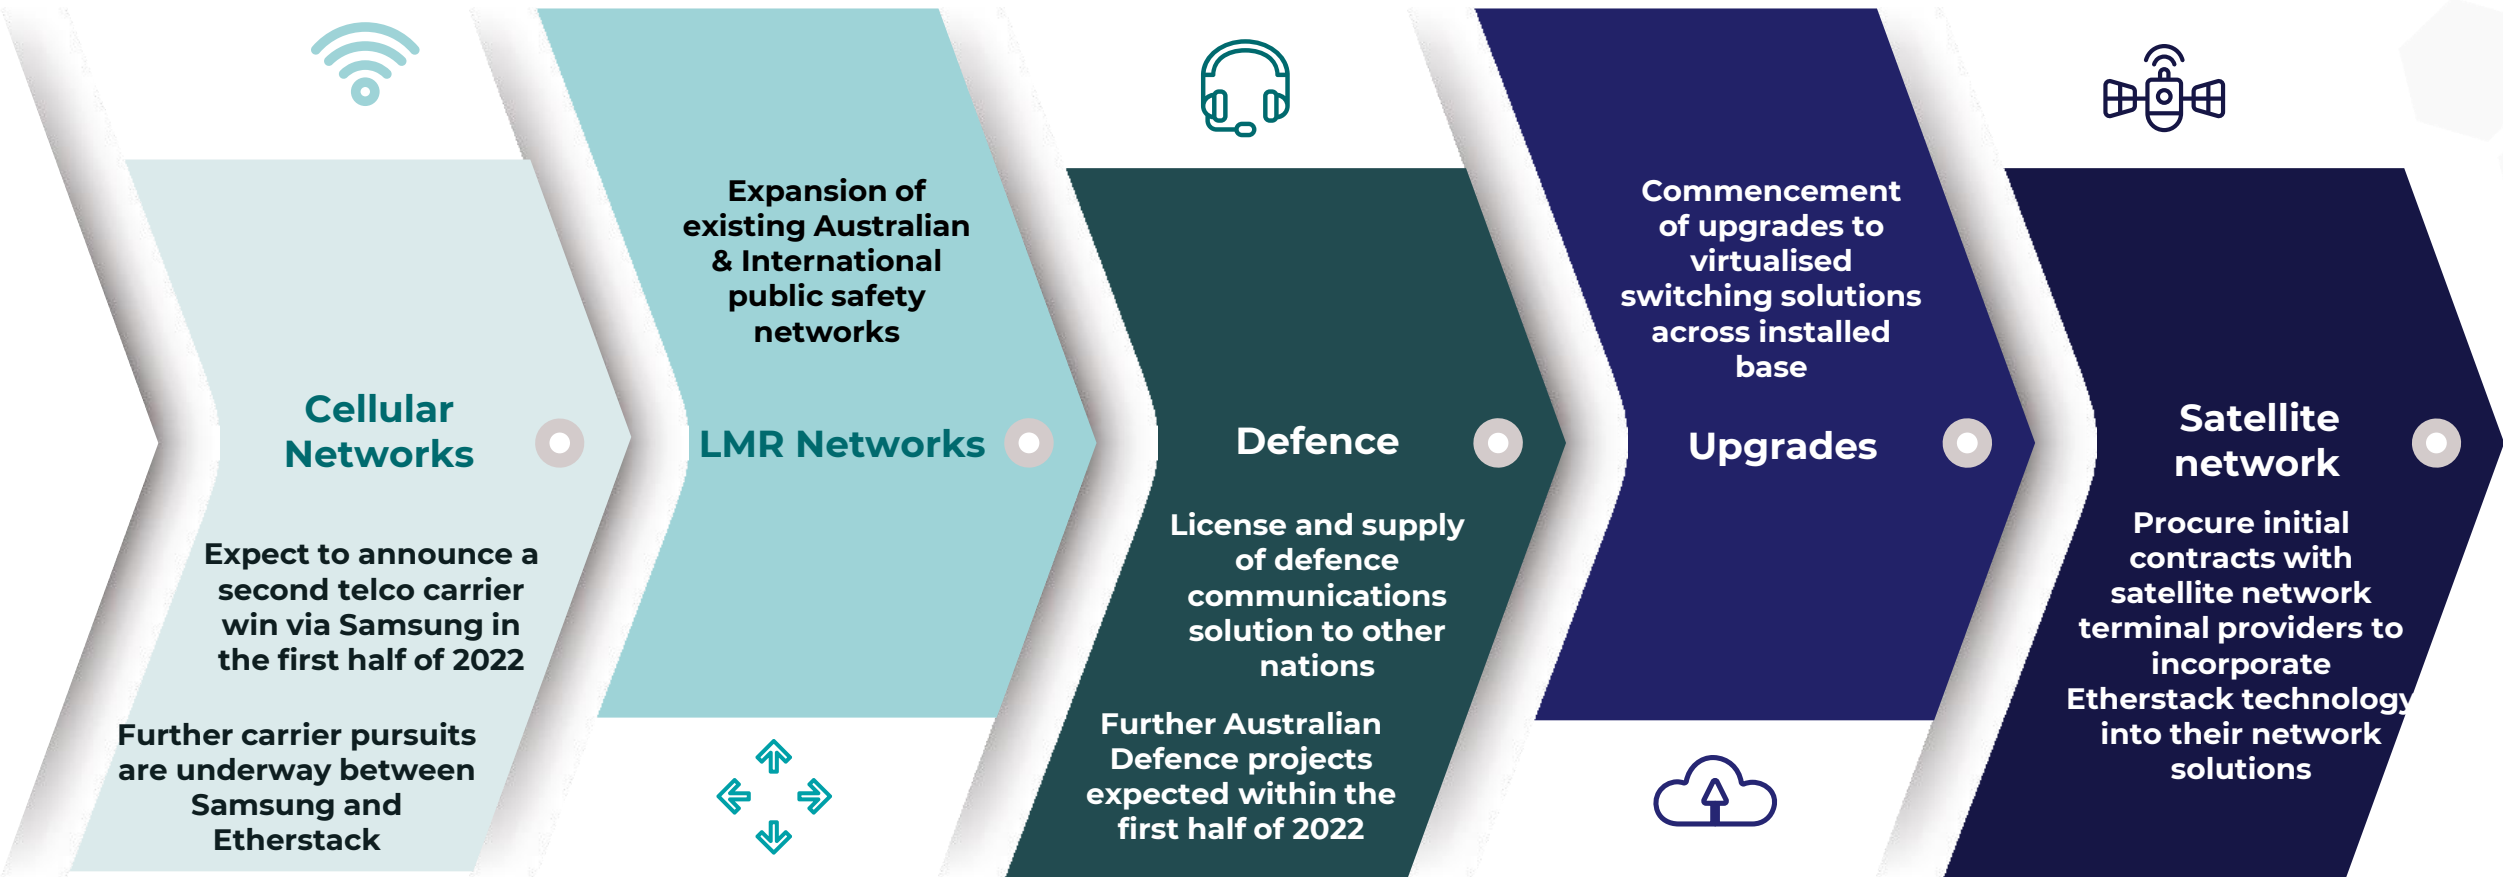 Cellular
Networks
Expect to announce a
second telco carrier
win via Samsung in
the first half of 2022
Further carrier pursuits
are underway between
Samsung and
Etherstack
Expansion of
existing Australian
& International
public safety
networks
LMR Networks
Defence
License and supply
of defence
communications
solution to other
nations
Further Australian
Defence projects
expected within the
first half of 2022
Commencement
of upgrades to
virtualised
switching solutions
across installed
base
Upgrades
Satellite
network
Procure initial
contracts with
satellite network
terminal providers to
incorporate
Etherstack technology
into their network
solutions